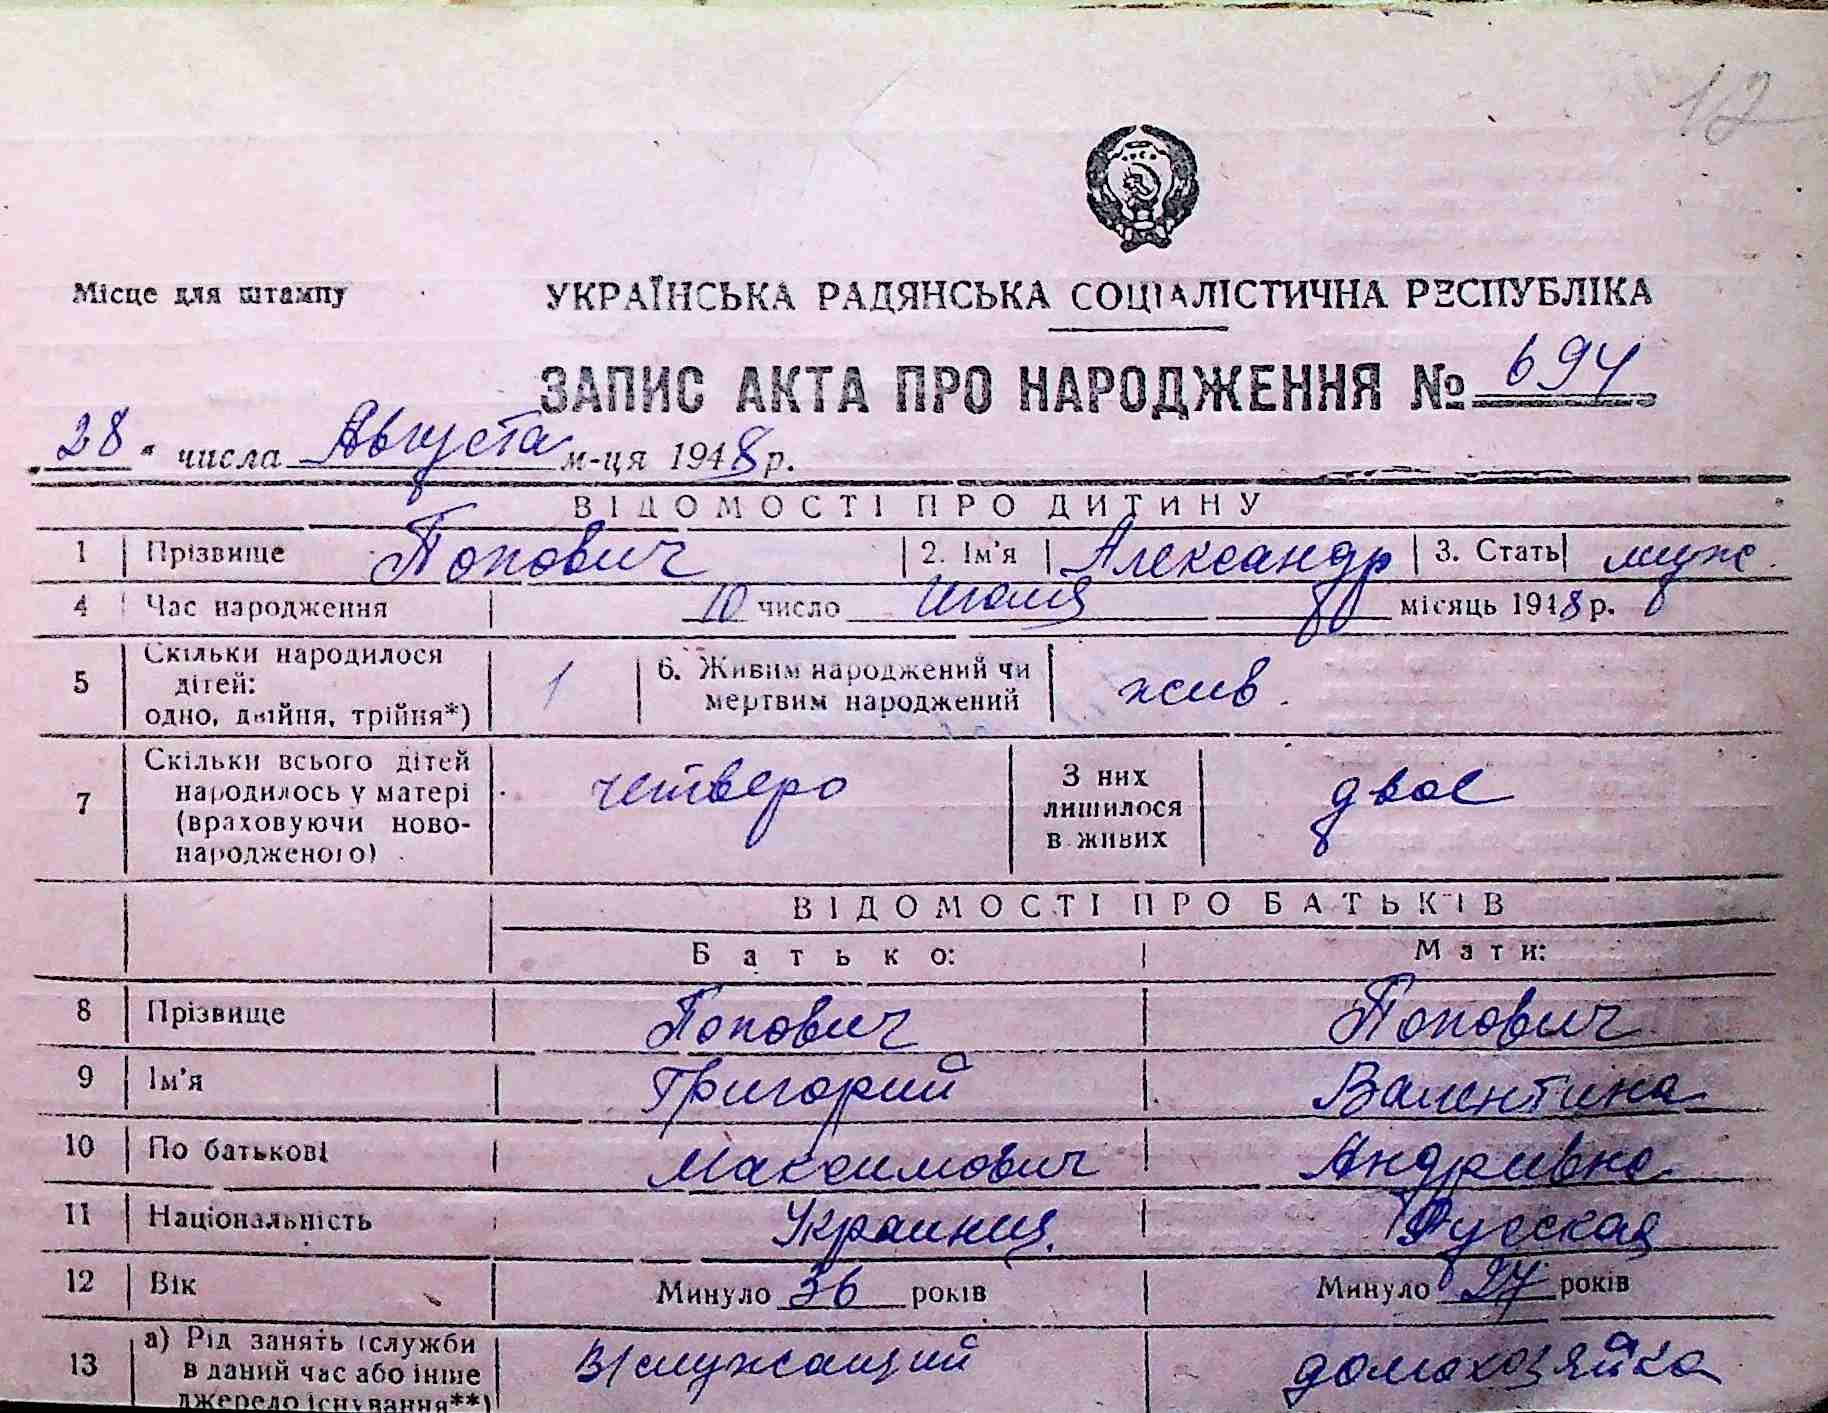 12
Місце для штампу
УКРАЇНСЬКА РАДЯНСЬКА СОЦІАЛІСТИЧНА РЕСПУБЛІКА
ЗАПИС АКТА ПРО НАРОДЖЕННЯ № 694
„28“ числа Августа м-ця 1948 р.
ВІДОМОСТІ ПРО ДИТИНУ
1 Прізвище Попович 2. Ім'я Александр 3. Стать муж.
4 Час народження 10 число Июля місяць 1948 р.
5 Скільки народилося дітей: одно, двійня, трійня*) 1 6. Живим народжений чи мертвим народжений жив.
7 Скільки всього дітей народилось у матері (враховуючи ново-народженого) четверо З них лишилося в живих двое
ВІДОМОСТІ ПРО БАТЬКІВ
Батько: Мати:
8 Прізвище Попович Попович
9 Ім'я Григорий Валентина
10 По батькові Максимович Андривна
11 Національність Украинец. Русская
12 Вік Минуло 36 років Минуло 27 років
13 а) Рід занять (служби в даний час або інше джерело існування**) В/служащий домохозяйка